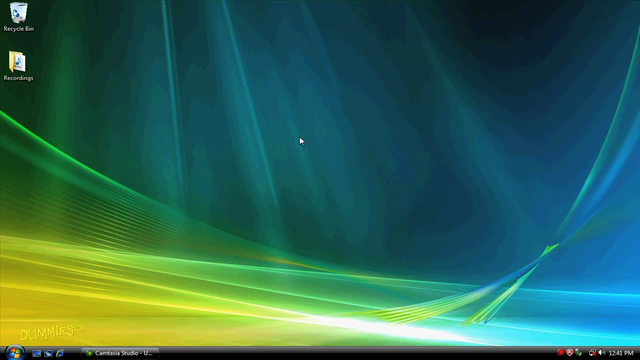 Recycle Bin
Recordings
DUMMIES
Camtasia Studio - U...
12:41 PM